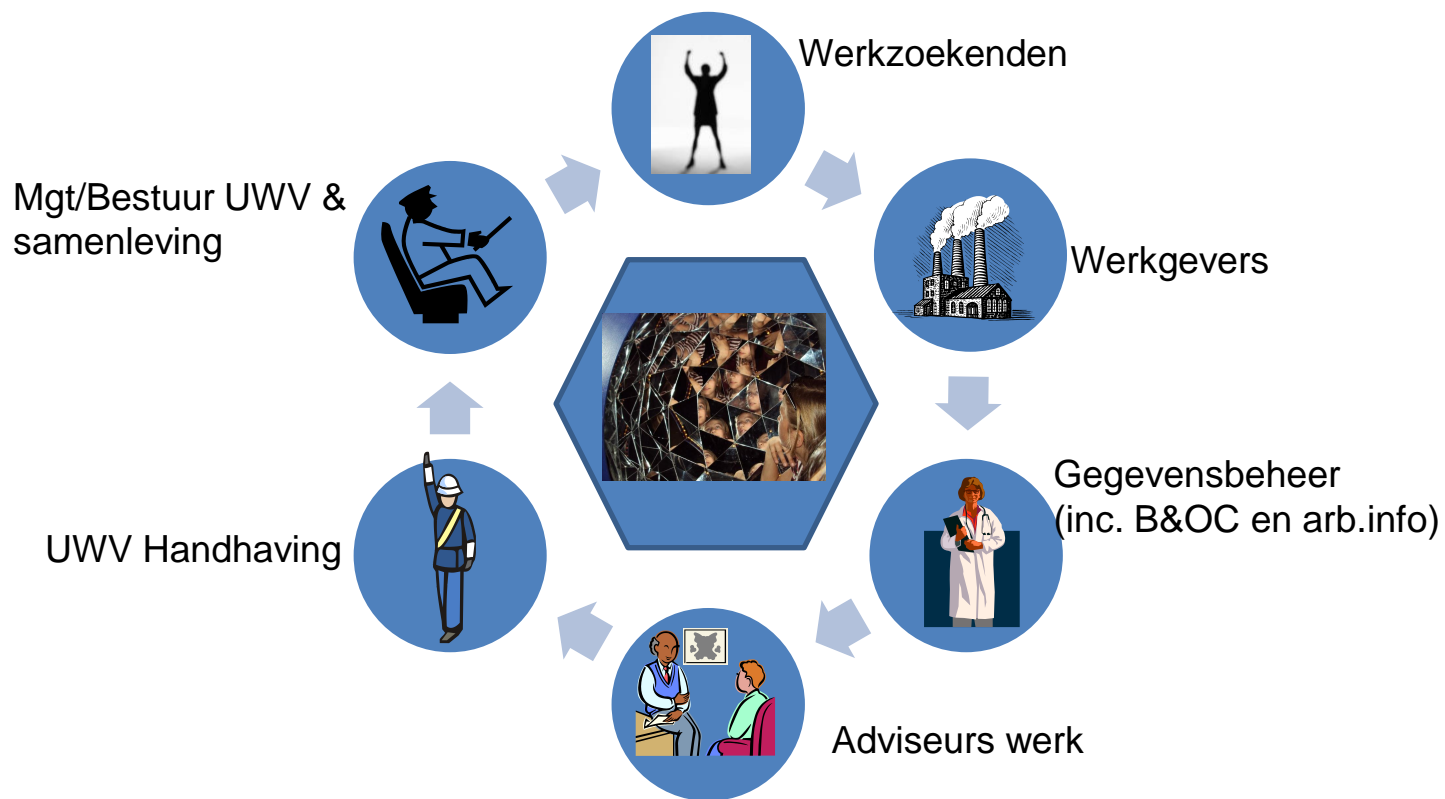 Werkzoekenden
Werkgevers
Gegevensbeheer
(inc. B&OC en arb.info)
Adviseurs werk
UWV Handhaving
Mgt/Bestuur UWV &
samenleving